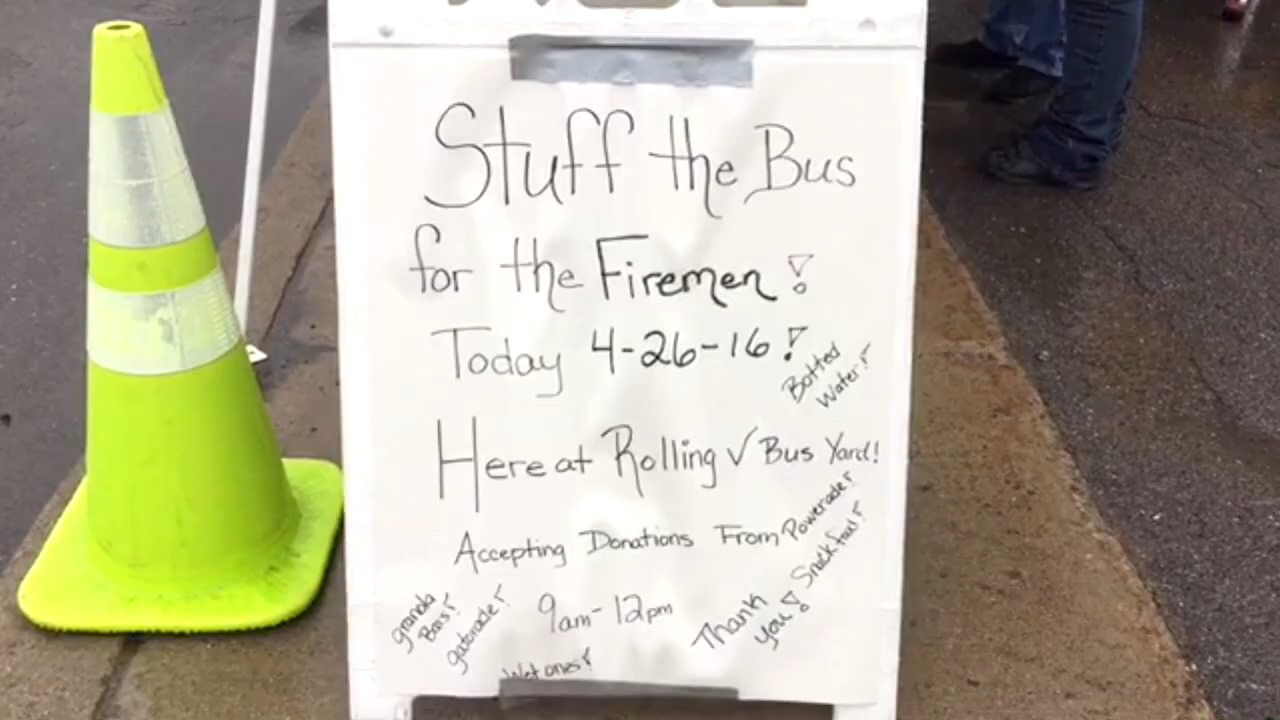 Stuff the Bus
for the Firemen!
Today 4-26-16!
Botted
Water!
Here at Rolling V Bus Yard!
Accepting Donations From
Powerade!
Snack food!
granola
Bars!
gatorade!
9am-12pm
Thank
you!
Wet ones!